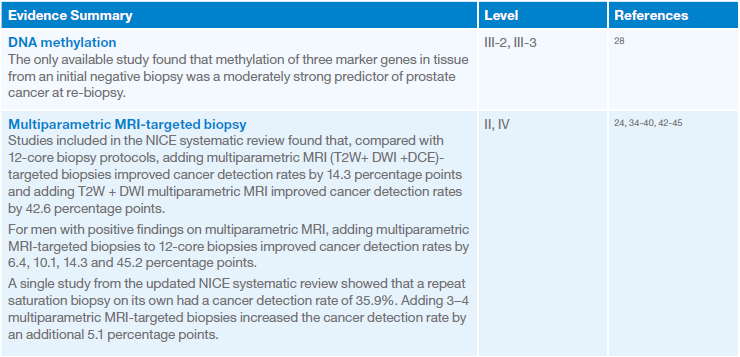 Evidence Summary Level References
DNA methylation III-2, III-3 28
The only available study found that methylation of three marker genes in tissue
from an initial negative biopsy was a moderately strong predictor of prostate
cancer at re-biopsy.
Multiparametric MRI-targeted biopsy II, IV 24, 34-40, 42-45
Studies included in the NICE systematic review found that, compared with
12-core biopsy protocols, adding multiparametric MRI (T2W+ DWI +DCE)-
targeted biopsies improved cancer detection rates by 14.3 percentage points
and adding T2W + DWI multiparametric MRI improved cancer detection rates
by 42.6 percentage points.
For men with positive findings on multiparametric MRI, adding multiparametric
MRI-targeted biopsies to 12-core biopsies improved cancer detection rates by
6.4, 10.1, 14.3 and 45.2 percentage points.
A single study from the updated NICE systematic review showed that a repeat
saturation biopsy on its own had a cancer detection rate of 35.9%. Adding 3–4
multiparametric MRI-targeted biopsies increased the cancer detection rate by
an additional 5.1 percentage points.